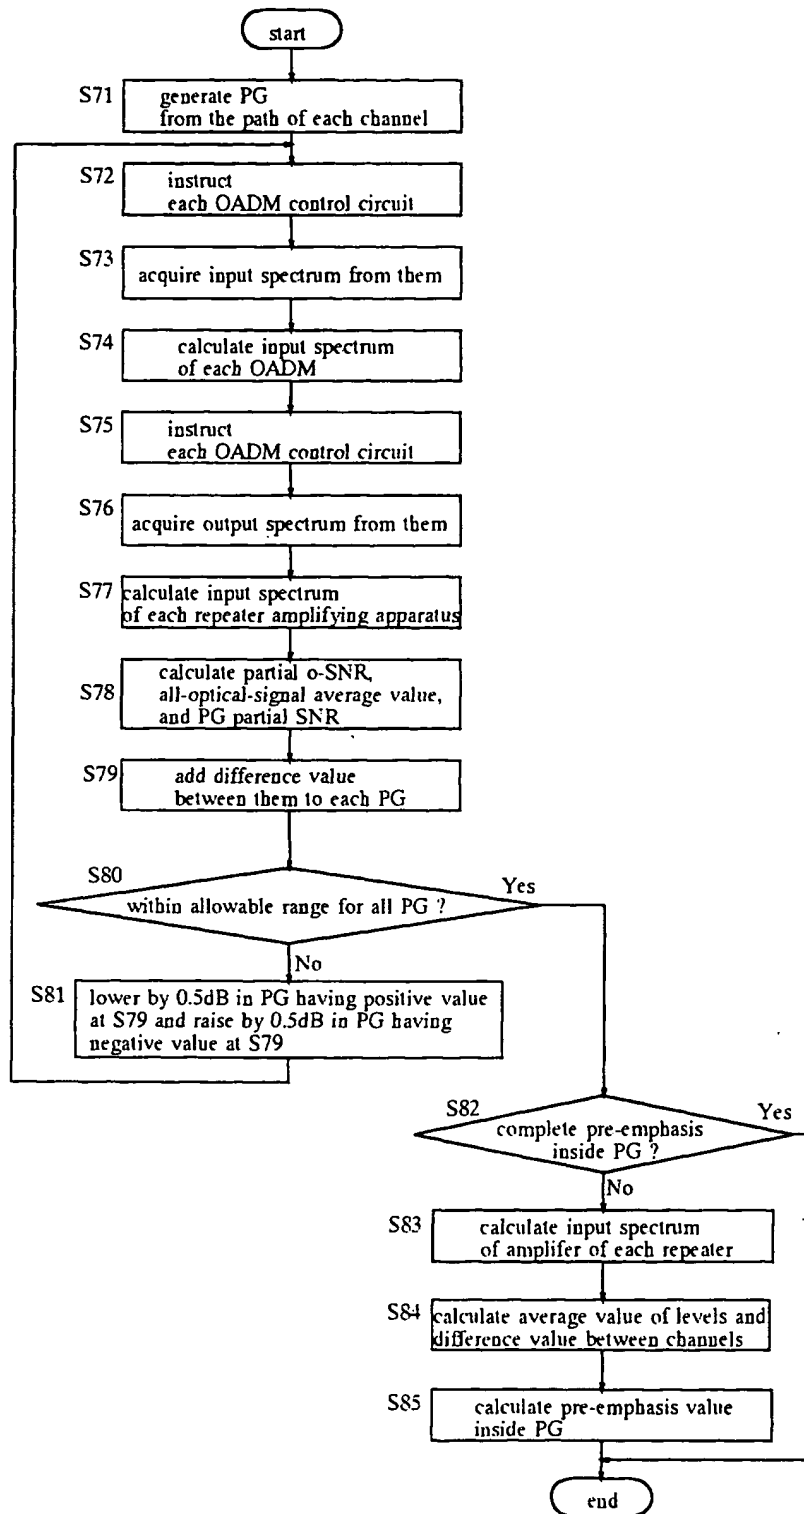 start
S71
generate PG
from the path of each channel
S72
instruct
each OADM control circuit
S73
acquire input spectrum from them
S74
calculate input spectrum
of each OADM
S75
instruct
each OADM control circuit
S76
acquire output spectrum from them
S77
calculate input spectrum
of each repeater amplifying apparatus
S78
calculate partial o-SNR,
all-optical-signal average value,
and PG partial SNR
S79
add difference value
between them to each PG
S80
within allowable range for all PG ?
Yes
No
S81
lower by 0.5dB in PG having positive value
at S79 and raise by 0.5dB in PG having
negative value at S79
S82
complete pre-emphasis
inside PG ?
Yes
No
S83
calculate input spectrum
of amplifer of each repeater
S84
calculate average value of levels and
difference value between channels
S85
calculate pre-emphasis value
inside PG
end